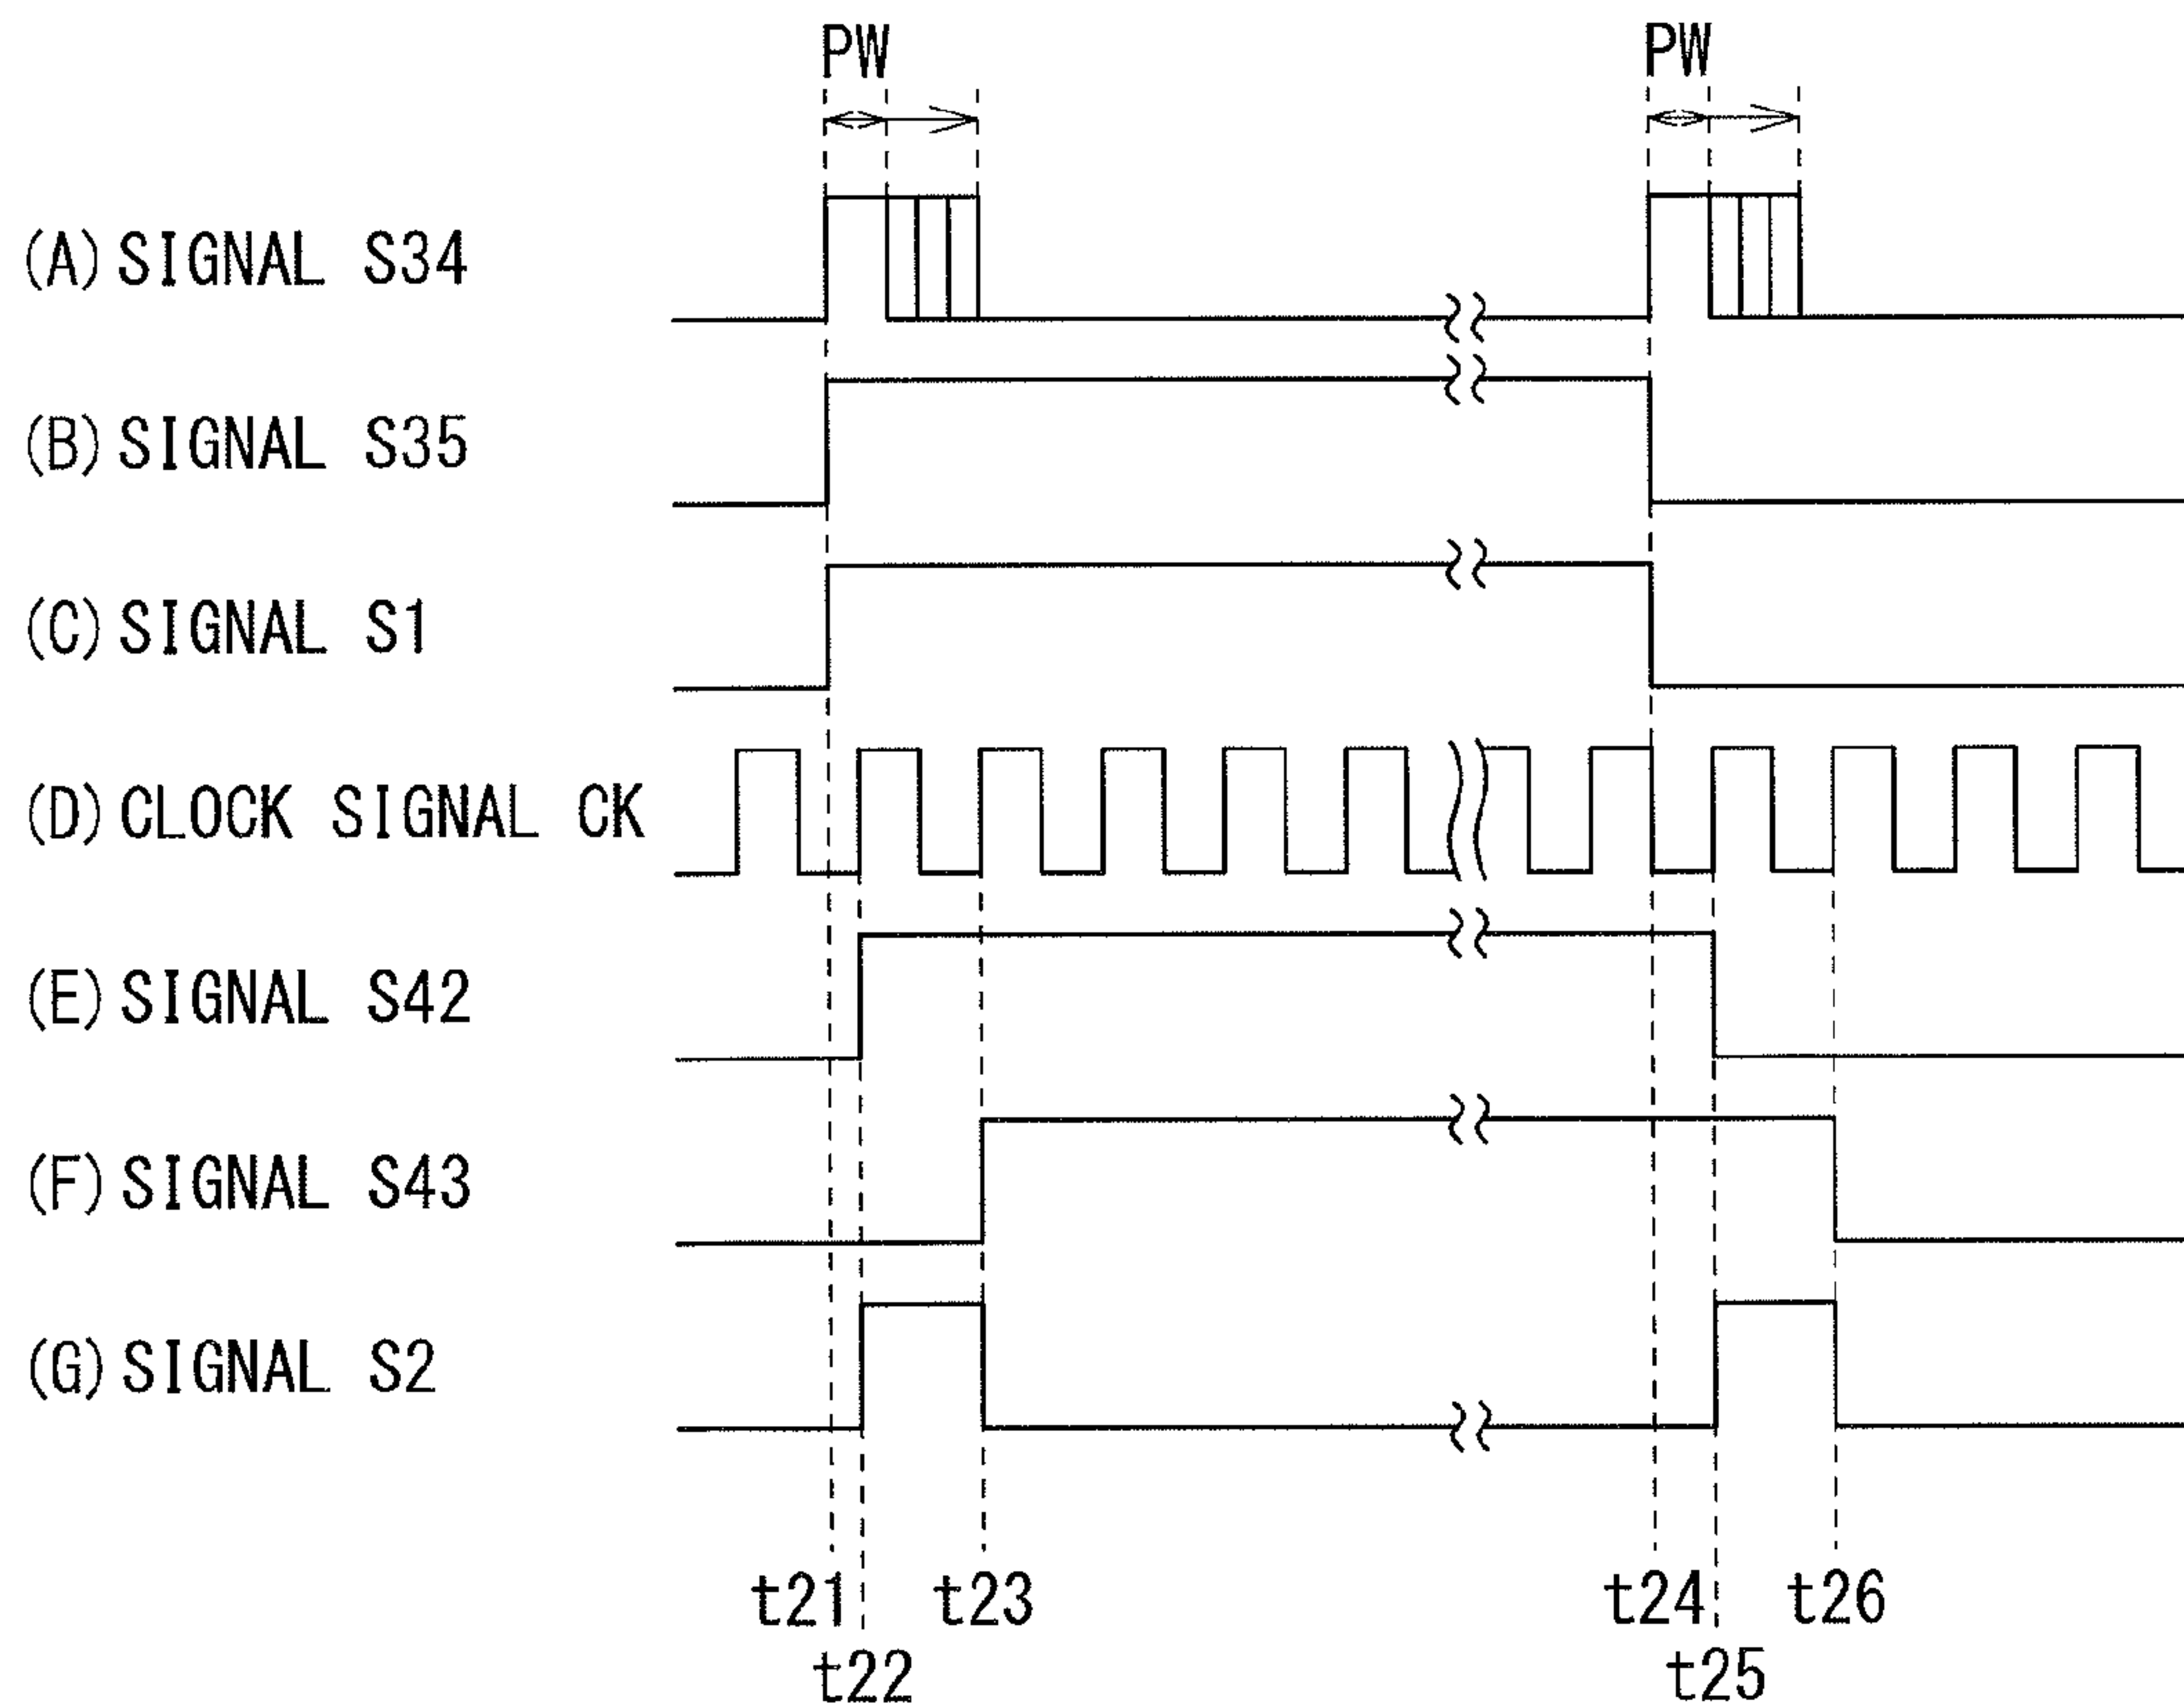 PW PW
(A) SIGNAL S34
(B) SIGNAL S35
(C) SIGNAL S1
(D) CLOCK SIGNAL CK
(E) SIGNAL S42
(F) SIGNAL S43
(G) SIGNAL S2
t21 t23 t24 t26
t22 t25